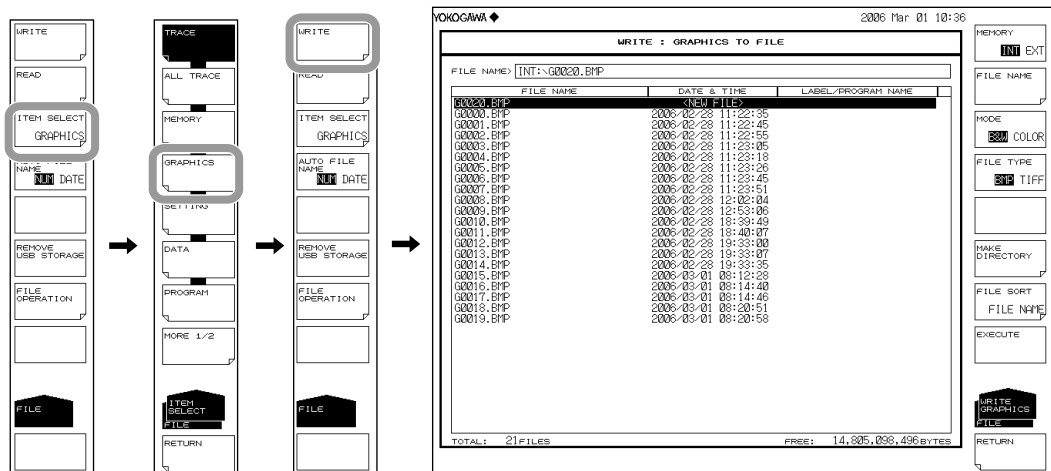 WRITE
READ
ITEM SELECT
GRAPHICS
NAME
NUM DATE
REMOVE
USB STORAGE
FILE
OPERATION
FILE
TRACE
ALL TRACE
MEMORY
GRAPHICS
SETTING
DATA
PROGRAM
MORE 1/2
ITEM
SELECT
FILE
RETURN
WRITE
READ
ITEM SELECT
GRAPHICS
AUTO FILE
NAME
NUM DATE
REMOVE
USB STORAGE
FILE
OPERATION
FILE
YOKOGAWA ◆ 2006 Mar 01 10:36
WRITE : GRAPHICS TO FILE
FILE NAME> INT:\G0020.BMP
FILE NAME DATE & TIME LABEL/PROGRAM NAME
G0020.BMP <NEW FILE>
G0000.BMP 2006/02/28 11:22:35
G0001.BMP 2006/02/28 11:22:45
G0002.BMP 2006/02/28 11:22:55
G0003.BMP 2006/02/28 11:23:05
G0004.BMP 2006/02/28 11:23:18
G0005.BMP 2006/02/28 11:23:26
G0006.BMP 2006/02/28 11:23:45
G0007.BMP 2006/02/28 11:23:51
G0008.BMP 2006/02/28 12:02:04
G0009.BMP 2006/02/28 12:53:06
G0010.BMP 2006/02/28 18:39:49
G0011.BMP 2006/02/28 18:40:07
G0012.BMP 2006/02/28 19:33:00
G0013.BMP 2006/02/28 19:33:07
G0014.BMP 2006/02/28 19:33:35
G0015.BMP 2006/03/01 08:12:28
G0016.BMP 2006/03/01 08:14:40
G0017.BMP 2006/03/01 08:14:46
G0018.BMP 2006/03/01 08:20:51
G0019.BMP 2006/03/01 08:20:58
TOTAL: 21FILES FREE: 14,805,098,496BYTES
MEMORY
INT EXT
FILE NAME
MODE
B&W COLOR
FILE TYPE
BMP TIFF
MAKE
DIRECTORY
FILE SORT
FILE NAME
EXECUTE
WRITE
GRAPHICS
FILE
RETURN